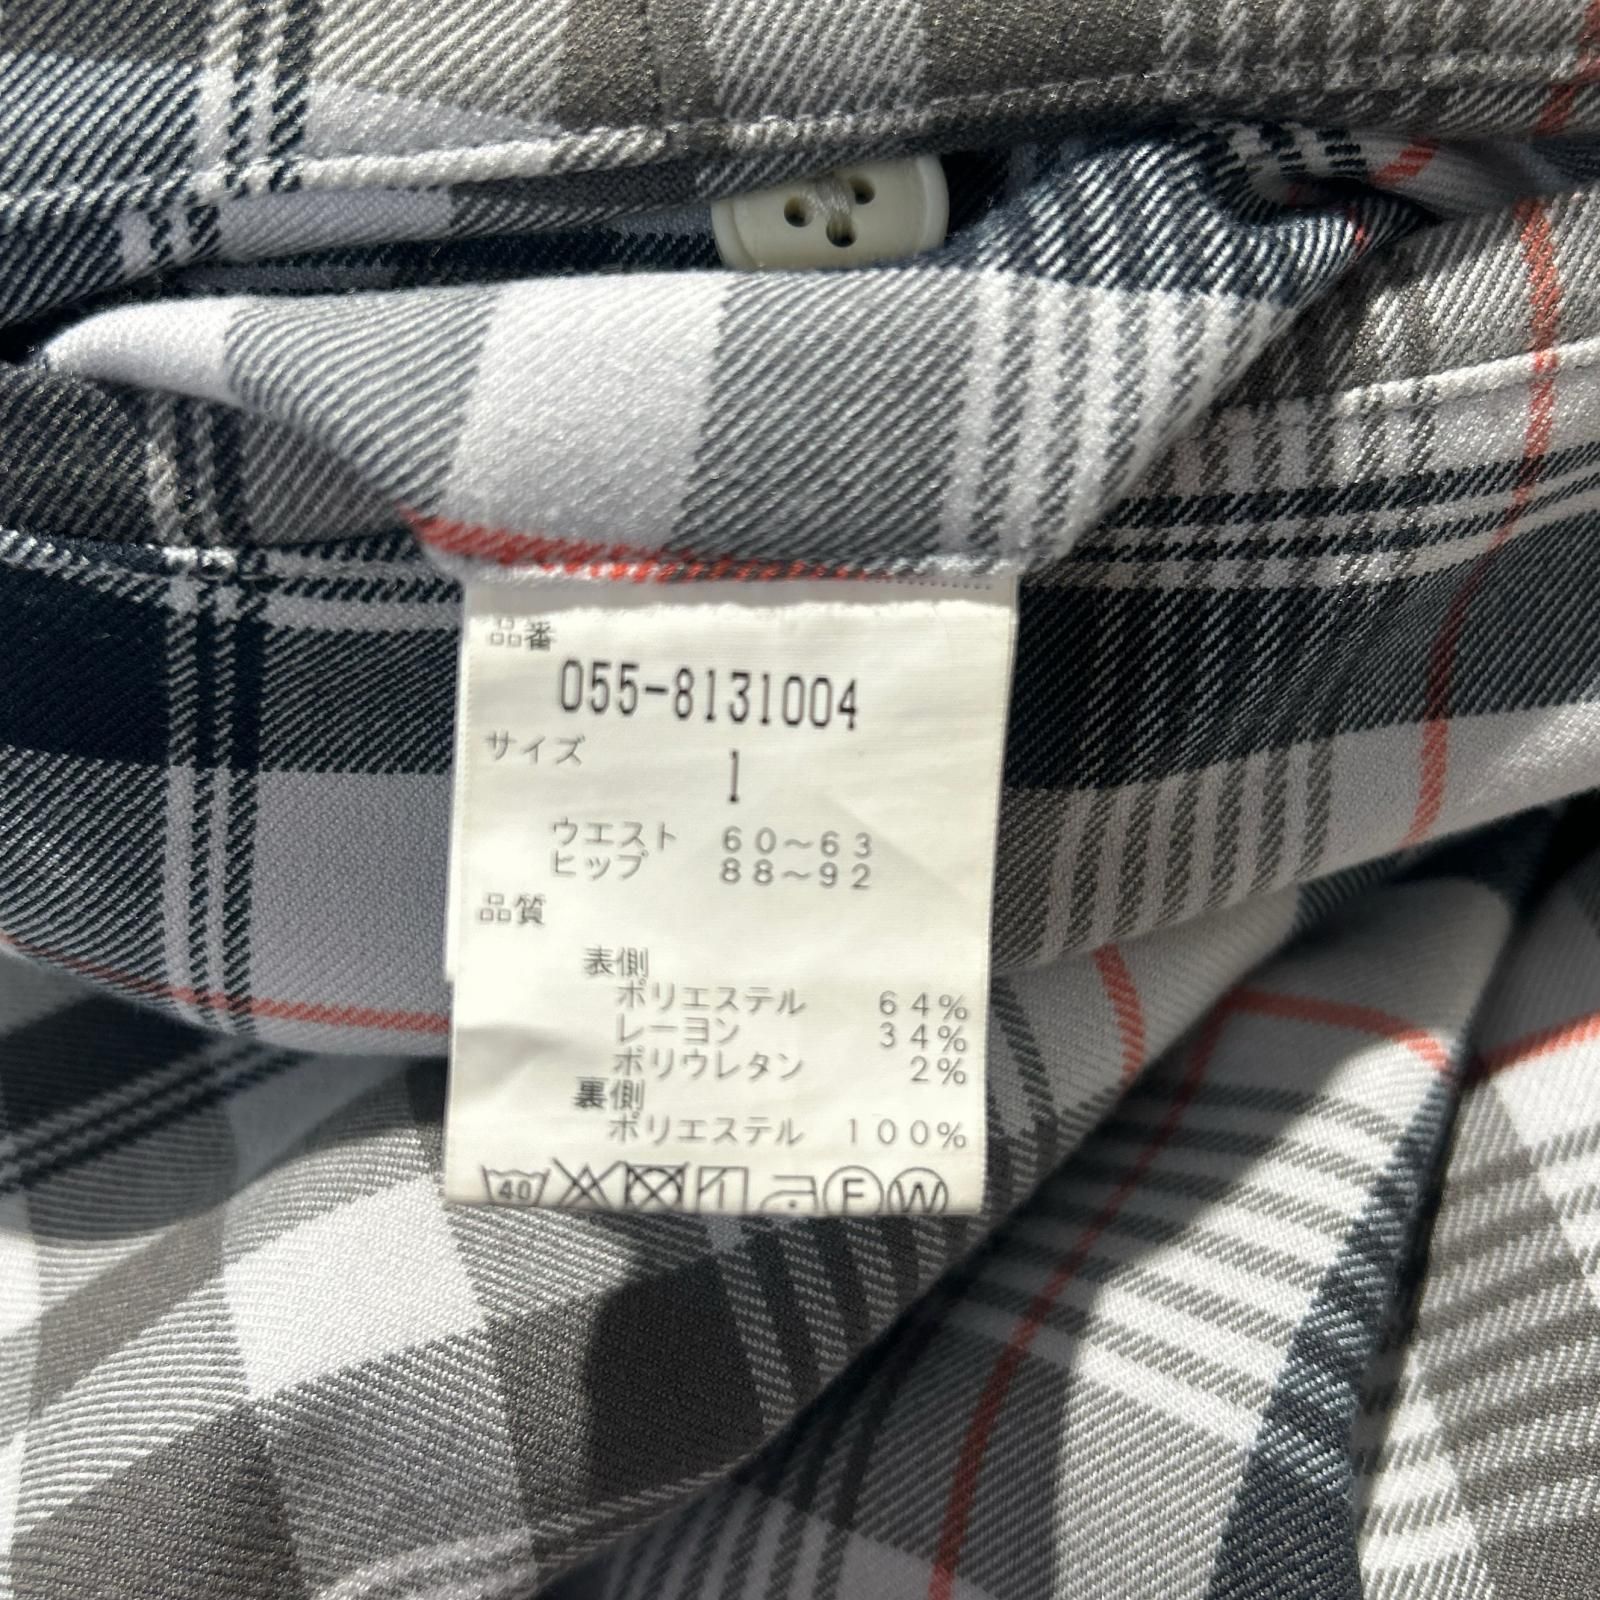 品番
055-8131004
サイズ
1
ウエスト 60〜63
ヒップ 88〜92
品質
表側
ポリエステル 64%
レーヨン 34%
ポリウレタン 2%
裏側
ポリエステル 100%
40 F W